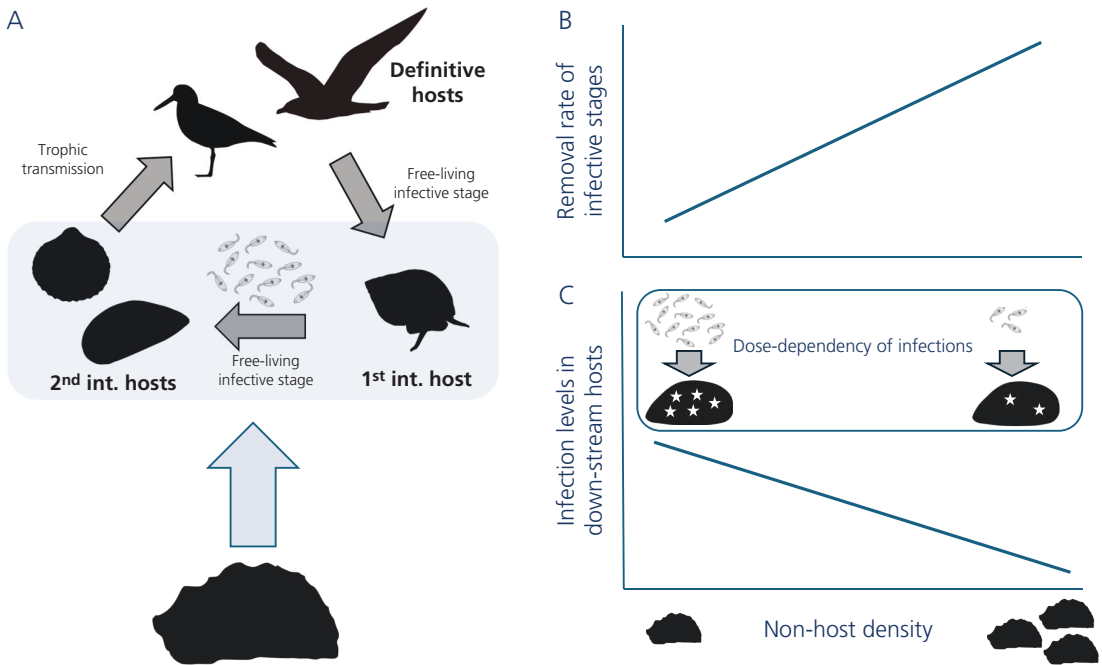 A
Definitive
hosts
Trophic
transmission
Free-living
infective stage
Free-living
infective stage
2nd int. hosts
1st int. host
B
Removal rate of
infective stages
C
Dose-dependency of infections
Infection levels in
down-stream hosts
Non-host density